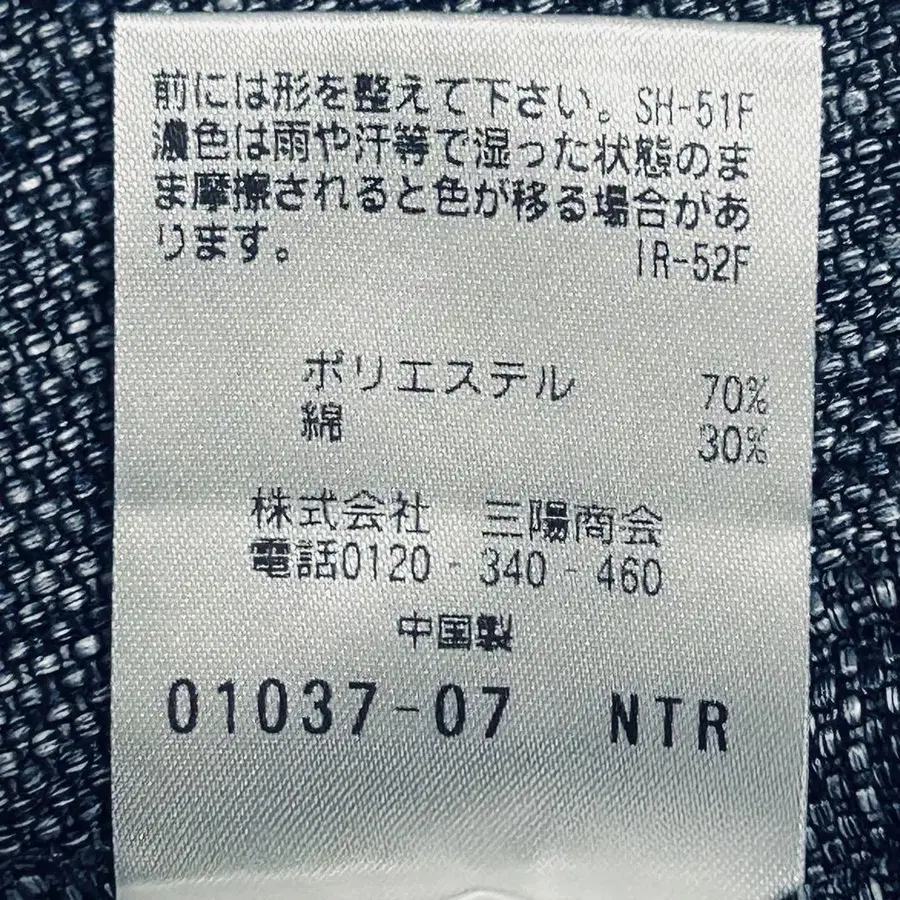 前には形を整えて下さい。SH-51F
濃色は雨や汗等で湿った状態のま
ま摩擦されると色が移る場合があ
ります。 IR-52F
ポリエステル 70%
綿 30%
株式会社 三陽商会
電話0120-340-460
中国製
01037-07 NTR